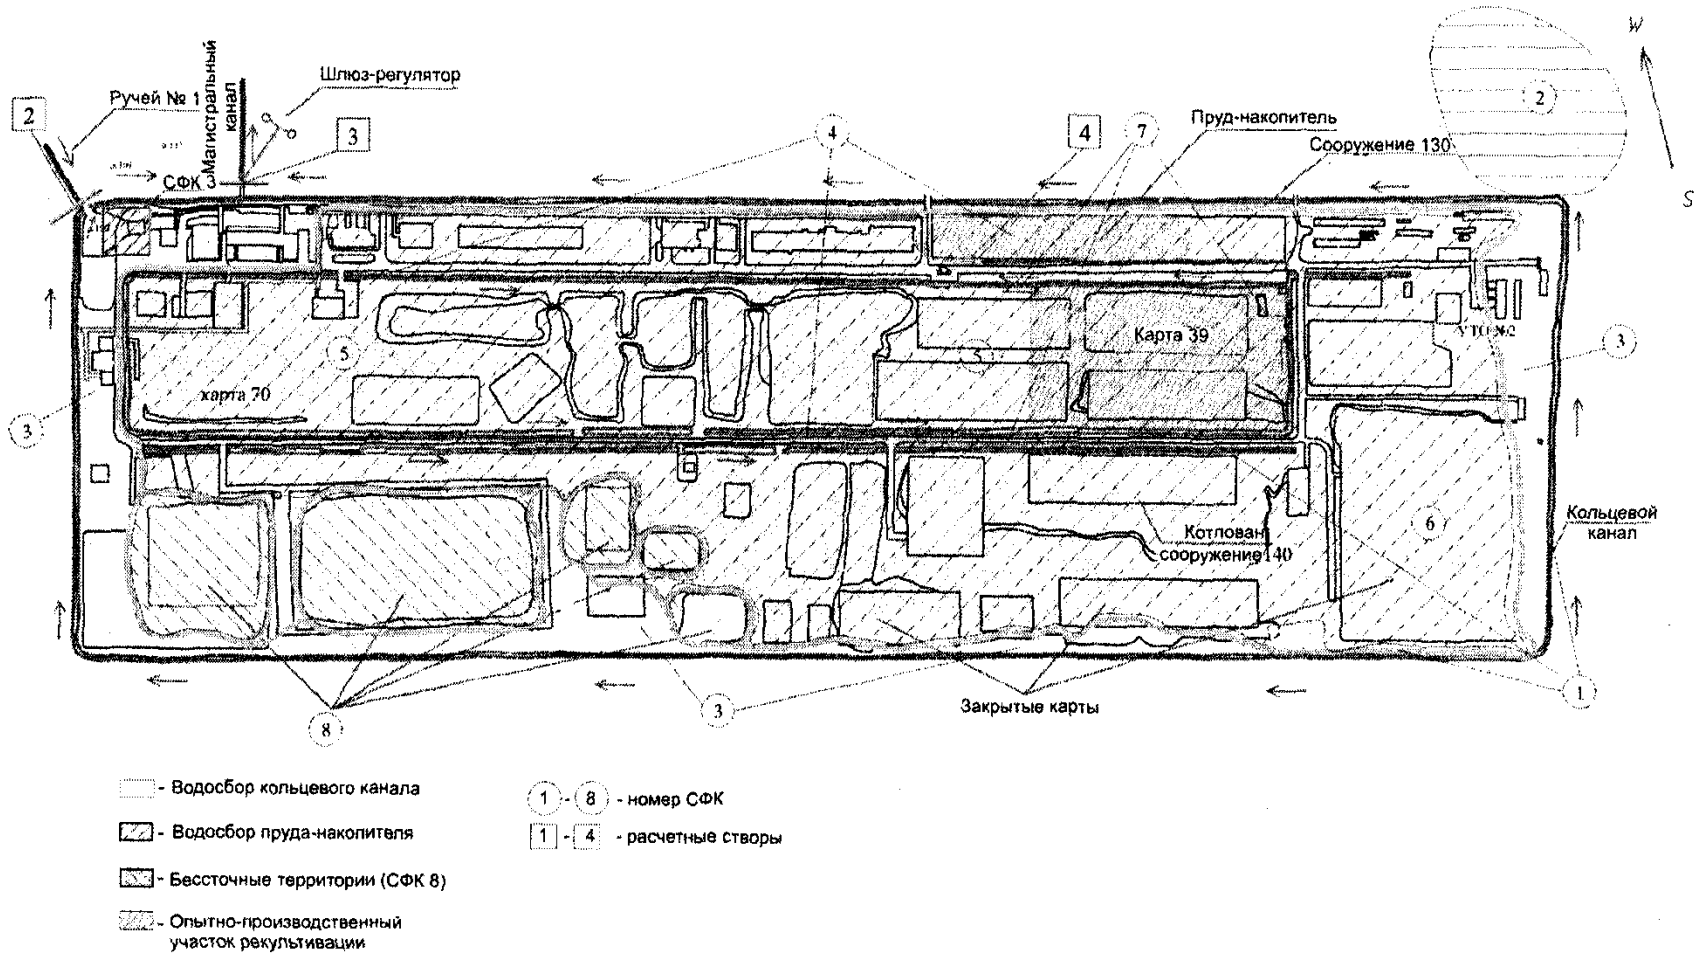 W
S
2
Шлюз-регулятор
Магистральный
канал
Ручей № 1
2
3
4
4
7
Пруд-накопитель
Сооружение 130
СФК 3
5
5
Карта 39
УТО №2
3
карта 70
3
6
Кольцевой
канал
Котлован
сооружение 140
1
3
Закрытые карты
8
- Водосбор кольцевого канала
- Водосбор пруда-накопителя
- Бессточные территории (СФК 8)
- Опытно-производственный
участок рекультивации
1 - 8 - номер СФК
1 - 4 - расчетные створы